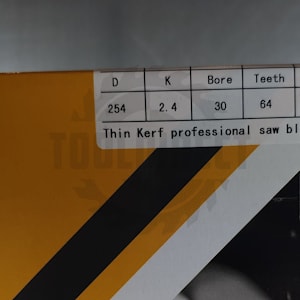 D K Bore Teeth
254 2.4 30 64
Thin Kerf professional saw bl